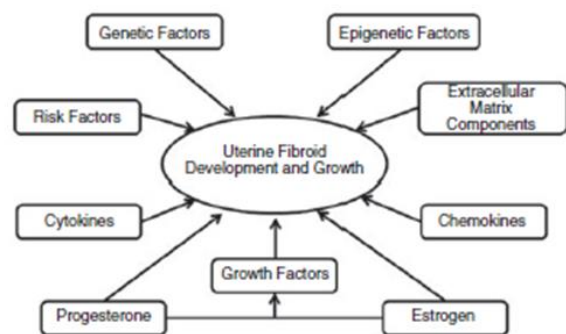 Genetic Factors
Epigenetic Factors
Risk Factors
Extracellular
Matrix
Components
Uterine Fibroid
Development and Growth
Cytokines
Chemokines
Growth Factors
Progesterone
Estrogen